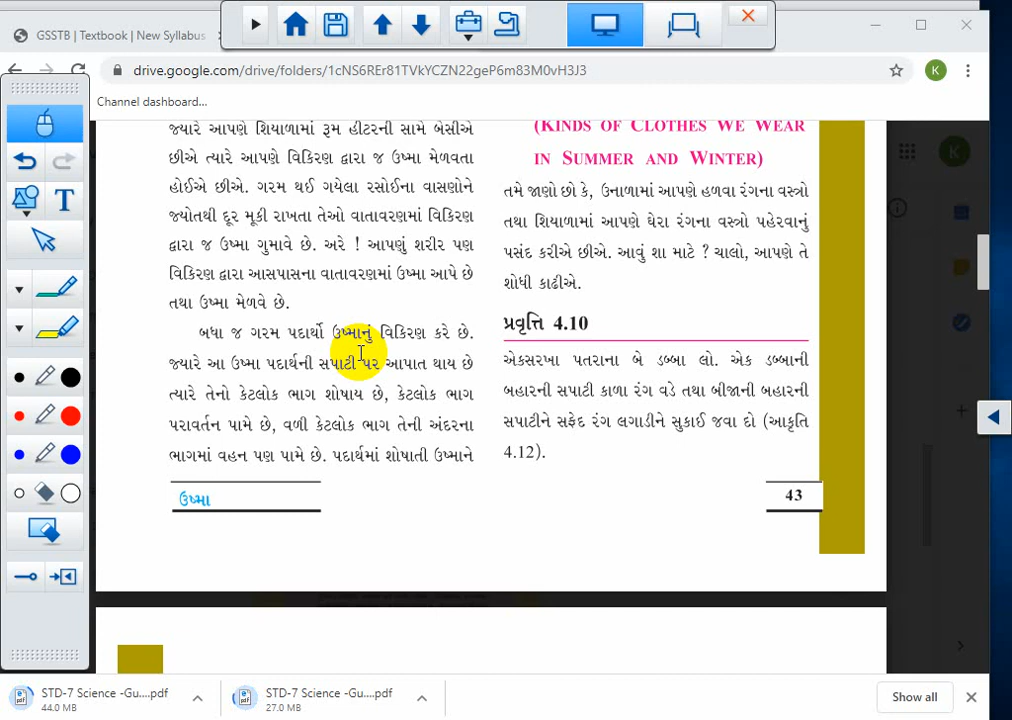 GSSTB | Textbook | New Syllabus
drive.google.com/drive/folders/1cNS6REr81TVkYCZN22geP6m83M0vH3J3
K
Channel dashboard...
જ્યારે આપણે શિયાળામાં રૂમ હીટરની સામે બેસીએ
છીએ ત્યારે આપણે વિકિરણ દ્વારા જ ઉષ્મા મેળવતા
હોઈએ છીએ. ગરમ થઈ ગયેલા રસોઈના વાસણોને
જ્યોતથી દૂર મૂકી રાખતા તેઓ વાતાવરણમાં વિકિરણ
દ્વારા જ ઉષ્મા ગુમાવે છે. અરે ! આપણું શરીર પણ
વિકિરણ દ્વારા આસપાસના વાતાવરણમાં ઉષ્મા આપે છે
તથા ઉષ્મા મેળવે છે.
બધા જ ગરમ પદાર્થો ઉષ્માનું વિકિરણ કરે છે.
જ્યારે આ ઉષ્મા પદાર્થની સપાટી પર આપાત થાય છે
ત્યારે તેનો કેટલોક ભાગ શોષાય છે, કેટલોક ભાગ
પરાવર્તન પામે છે, વળી કેટલોક ભાગ તેની અંદરના
ભાગમાં વહન પણ પામે છે. પદાર્થમાં શોષાતી ઉષ્માને
(KINDS OF CLOTHES WE WEAR
IN SUMMER AND WINTER)
તમે જાણો છો કે, ઉનાળામાં આપણે હળવા રંગના વસ્ત્રો
તથા શિયાળામાં આપણે ઘેરા રંગના વસ્ત્રો પહેરવાનું
પસંદ કરીએ છીએ. આવું શા માટે ? ચાલો, આપણે તે
શોધી કાઢીએ.
પ્રવૃત્તિ 4.10
એકસરખા પતરાના બે ડબ્બા લો. એક ડબ્બાની
બહારની સપાટી કાળા રંગ વડે તથા બીજાની બહારની
સપાટીને સફેદ રંગ લગાડીને સુકાઈ જવા દો (આકૃતિ
4.12).
ઉષ્મા
43
T
K
STD-7 Science -Gu....pdf
44.0 MB
STD-7 Science -Gu....pdf
27.0 MB
Show all